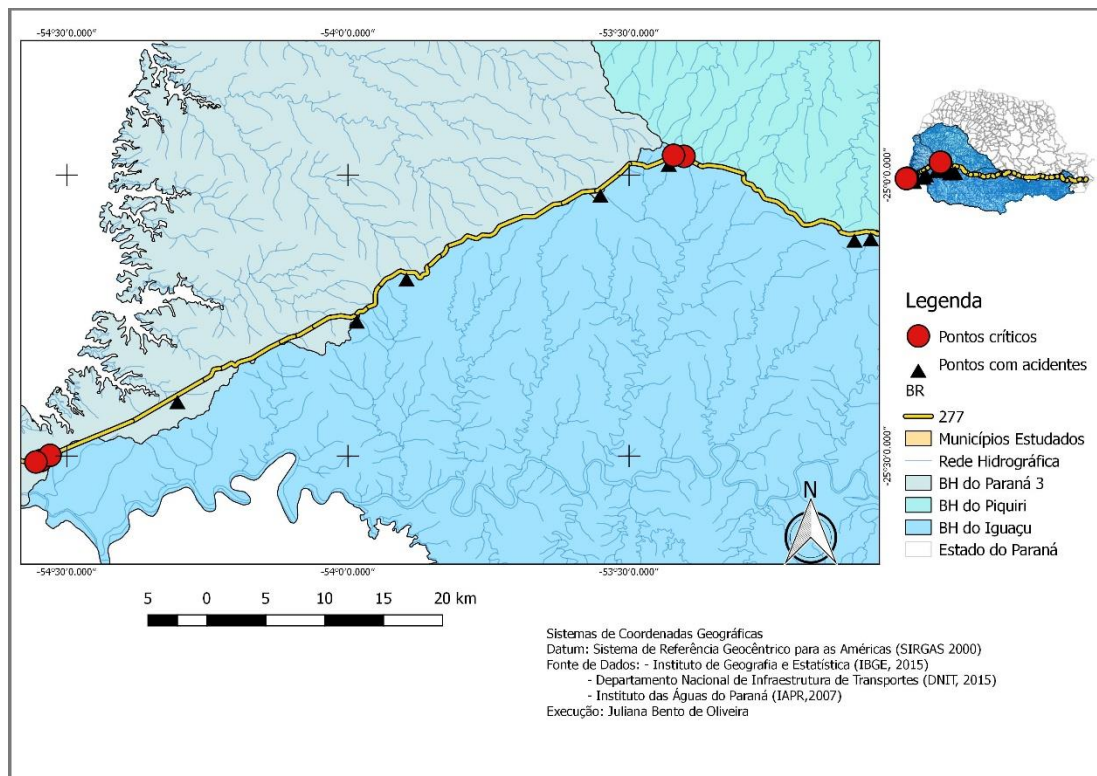 -54°30'0.000" -54°0'0.000" -53°30'0.000"
-25°0'0.000"
-25°30'0.000"
N
-54°30'0.000" -54°0'0.000" -53°30'0.000"
5 0 5 10 15 20 km
Legenda
Pontos críticos
Pontos com acidentes
BR
277
Municípios Estudados
Rede Hidrográfica
BH do Paraná 3
BH do Piquiri
BH do Iguaçu
Estado do Paraná
Sistemas de Coordenadas Geográficas
Datum: Sistema de Referência Geocêntrico para as Américas (SIRGAS 2000)
Fonte de Dados: - Instituto de Geografia e Estatística (IBGE, 2015)
- Departamento Nacional de Infraestrutura de Transportes (DNIT, 2015)
- Instituto das Águas do Paraná (IAPR,2007)
Execução: Juliana Bento de Oliveira